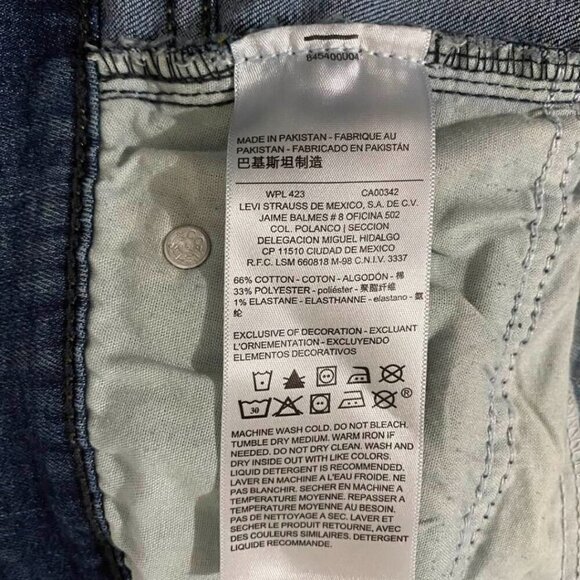 MADE IN PAKISTAN - FABRIQUE AU
PAKISTAN - FABRICADO EN PAKISTÁN
巴基斯坦制造
WPL 423 CA00342
LEVI STRAUSS DE MEXICO, S.A. DE C.V.
JAIME BALMES # 8 OFICINA 502
COL. POLANCO | SECCION
DELEGACION MIGUEL HIDALGO
CP 11510 CIUDAD DE MEXICO
R.F.C. LSM 660818 M-98 C.N.I.V. 3337
66% COTTON - COTON - ALGODÓN - 棉
33% POLYESTER - poliéster - 聚酯纤维
1% ELASTANE - ELASTHANNE - elastano - 氨
纶
EXCLUSIVE OF DECORATION - EXCLUANT
L'ORNEMENTATION - EXCLUYENDO
ELEMENTOS DECORATIVOS
30 ®
MACHINE WASH COLD. DO NOT BLEACH.
TUMBLE DRY MEDIUM. WARM IRON IF
NEEDED. DO NOT DRY CLEAN. WASH AND
DRY INSIDE OUT WITH LIKE COLORS.
LIQUID DETERGENT IS RECOMMENDED.
LAVER EN MACHINE À L'EAU FROIDE. NE
PAS BLANCHIR. SECHER EN MACHINE À
TEMPERATURE MOYENNE. REPASSER A
TEMPERATURE MOYENNE SI NECESSAIRE.
PAS DE NETTOYAGE A SEC. LAVER ET
SECHER LE PRODUIT RETOURNE, AVEC
DES COULEURS SIMILAIRES. DETERGENT
LIQUIDE RECOMMANDE.